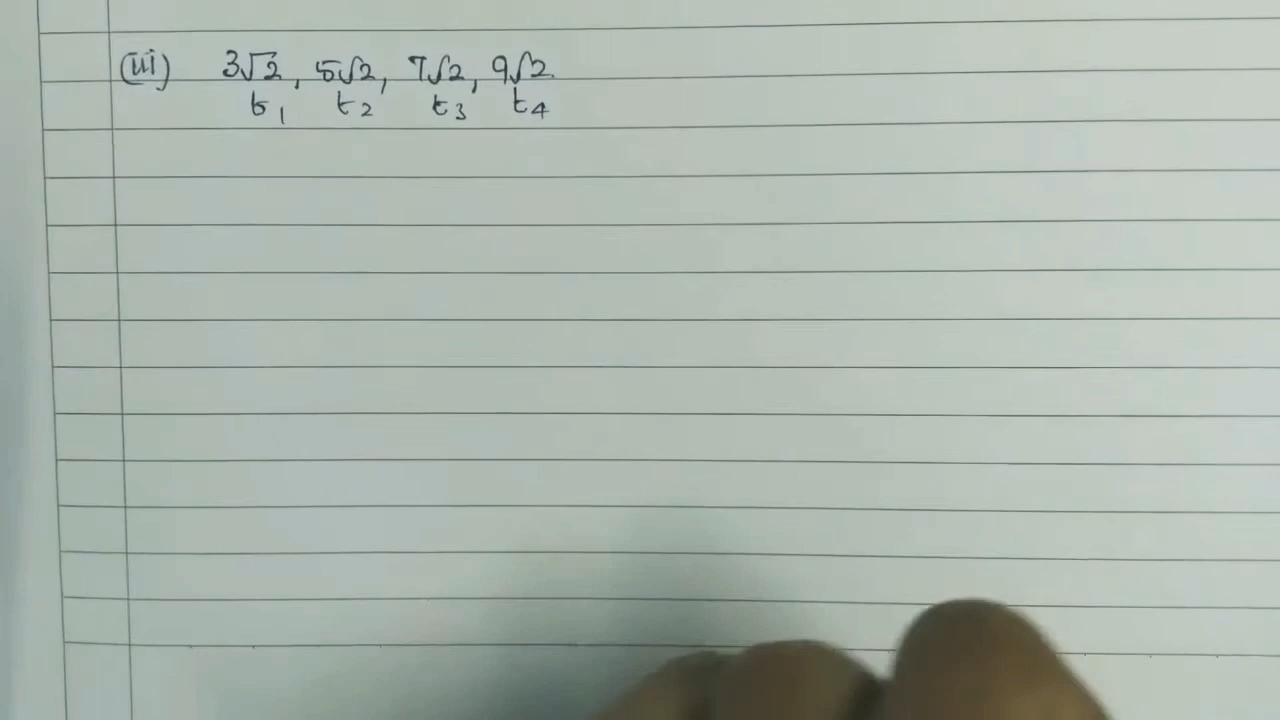 (iii) 3√2, 5√2, 7√2, 9√2
t1 t2 t3 t4